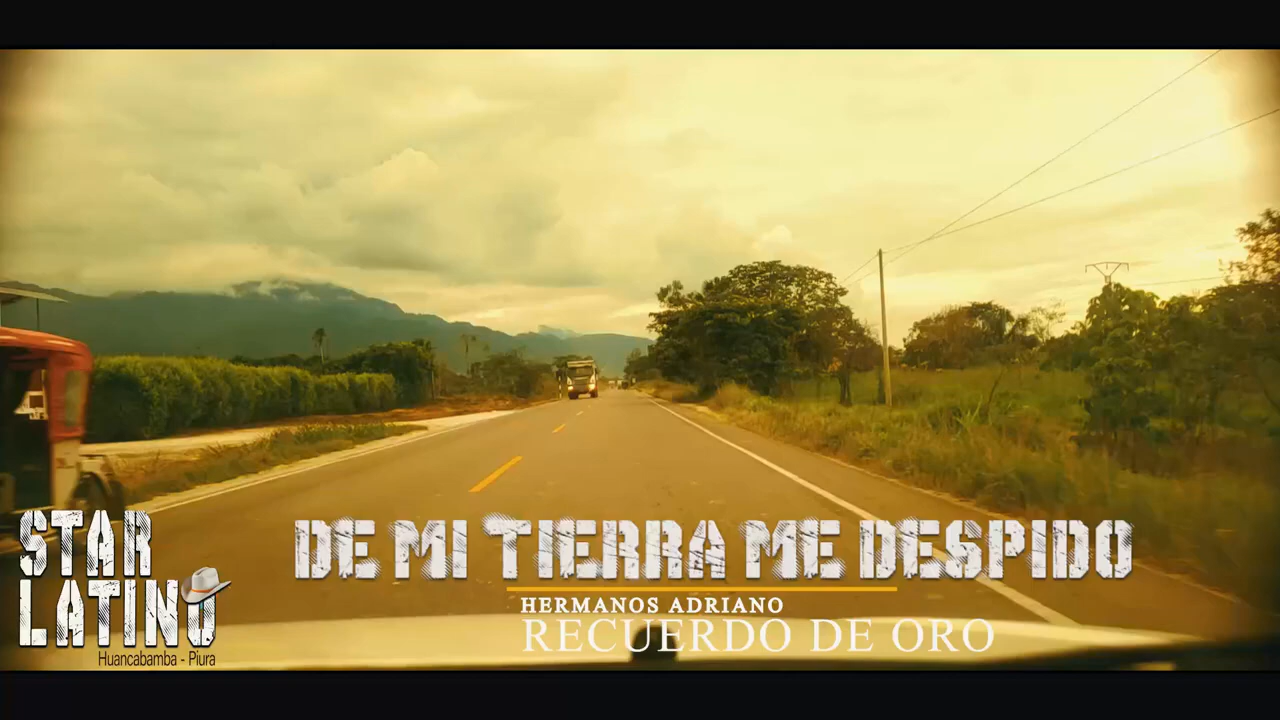 DE MI TIERRA ME DESPIDO
HERMANOS ADRIANO
RECUERDO DE ORO
STAR
LATINO
Huancabamba - Piura